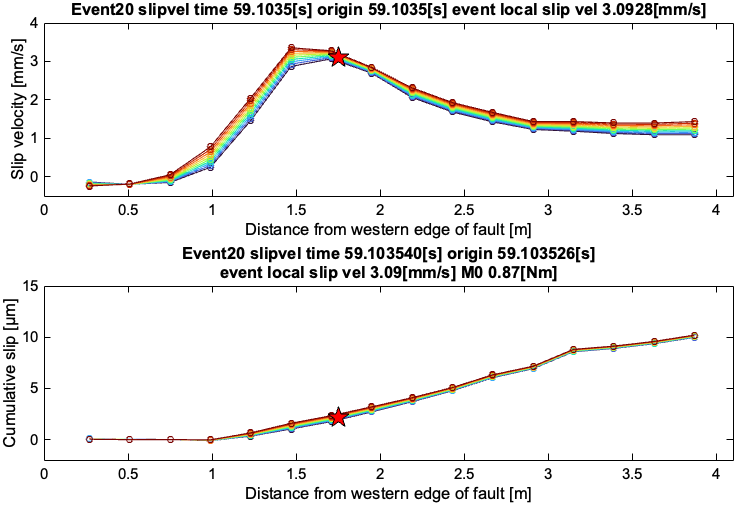 Event20 slipvel time 59.1035[s] origin 59.1035[s] event local slip vel 3.0928[mm/s]
4
3
2
1
0
Slip velocity [mm/s]
0 0.5 1 1.5 2 2.5 3 3.5 4
Distance from western edge of fault [m]
Event20 slipvel time 59.103540[s] origin 59.103526[s]
event local slip vel 3.09[mm/s] M0 0.87[Nm]
15
10
5
0
Cumulative slip [μm]
0 0.5 1 1.5 2 2.5 3 3.5 4
Distance from western edge of fault [m]